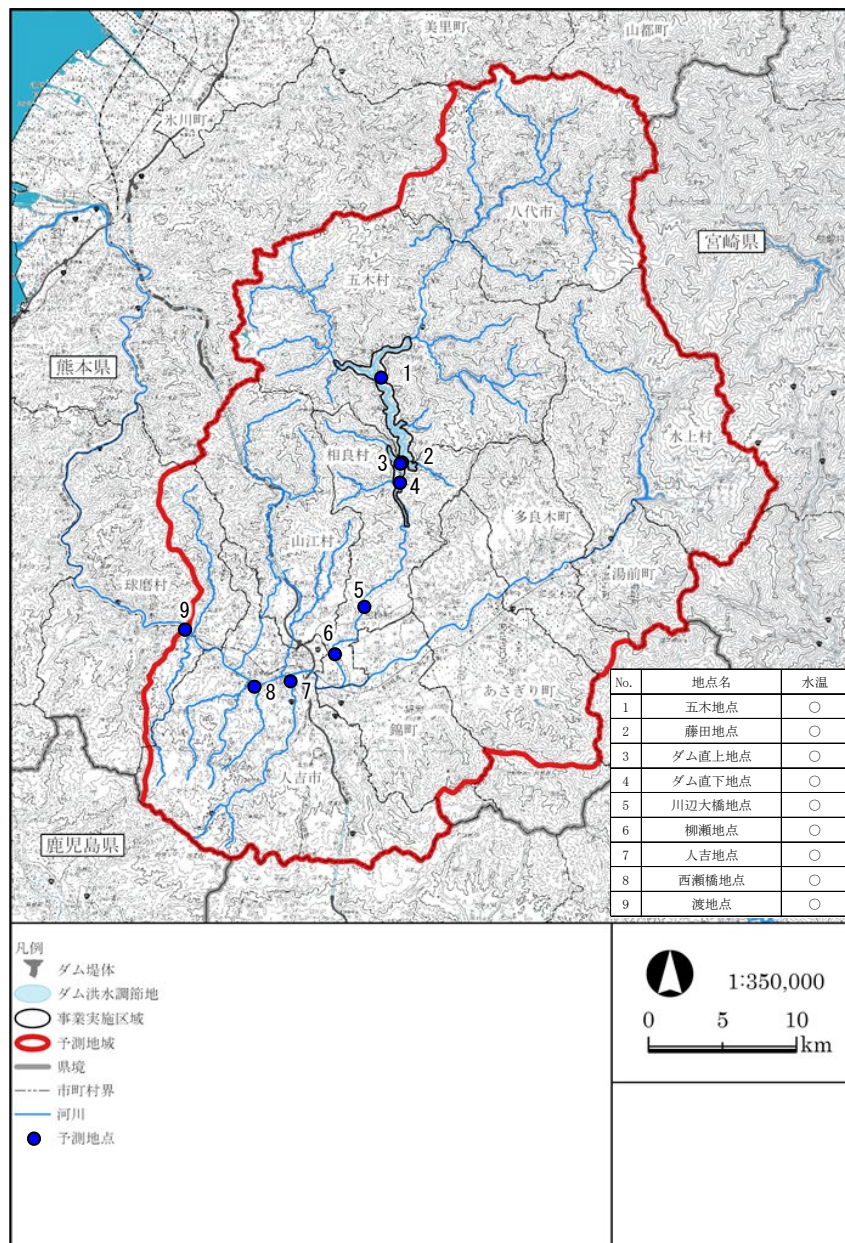 美里町
山都町
氷川町
八代市
宮崎県
五木村
熊本県
1
水上村
相良村
3
2
4
多良木町
山江村
湯前町
球磨村
5
9
6
あさぎり町
7
8
錦町
人吉市
鹿児島県
No. 地点名 水温
1 五木地点 ○
2 藤田地点 ○
3 ダム直上地点 ○
4 ダム直下地点 ○
5 川辺大橋地点 ○
6 柳瀬地点 ○
7 人吉地点 ○
8 西瀬橋地点 ○
9 渡地点 ○
凡例
ダム堤体
ダム洪水調節地
事業実施区域
予測地域
県境
市町村界
河川
予測地点
1:350,000
0 5 10
km